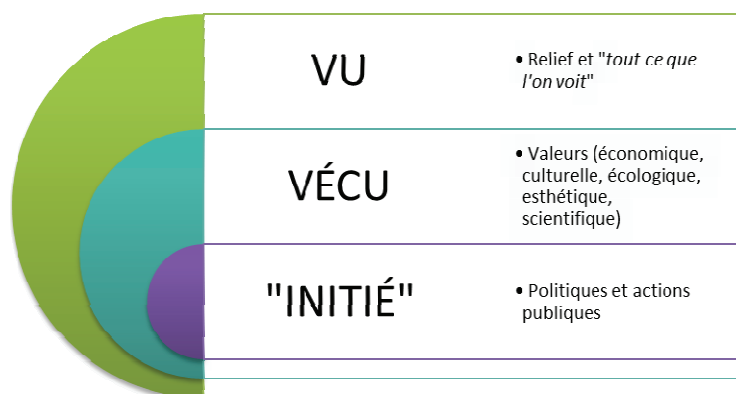 VU
• Relief et "tout ce que
l'on voit"
VÉCU
• Valeurs (économique,
culturelle, écologique,
esthétique,
scientifique)
"INITIÉ"
• Politiques et actions
publiques